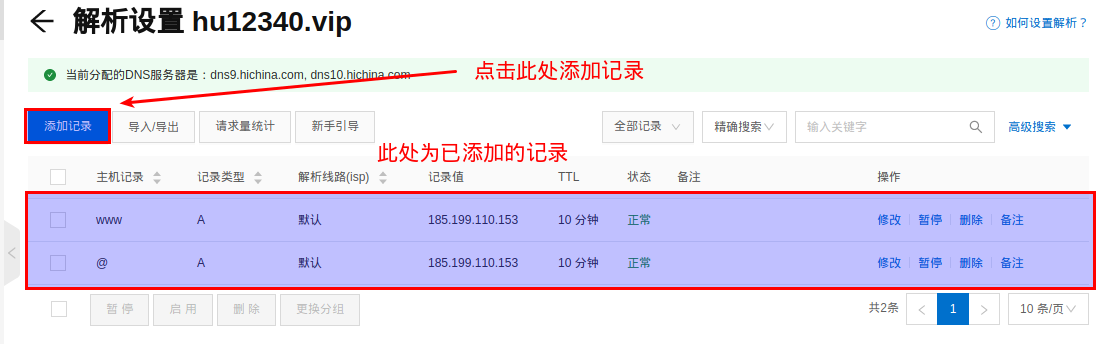 解析设置 hu12340.vip
如何设置解析？
当前分配的DNS服务器是：dns9.hichina.com, dns10.hichina.com
点击此处添加记录
添加记录 导入/导出 请求量统计 新手引导 全部记录 精确搜索 输入关键字 高级搜索
此处为已添加的记录
主机记录 记录类型 解析线路(isp) 记录值 TTL 状态 备注 操作
www A 默认 185.199.110.153 10 分钟 正常 修改 暂停 删除 备注
@ A 默认 185.199.110.153 10 分钟 正常 修改 暂停 删除 备注
暂 停 启 用 删 除 更换分组 共2条 1 10 条/页